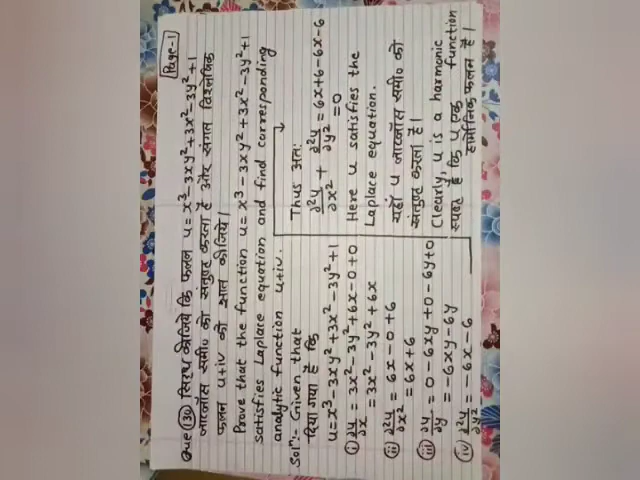 Page-1
Que (130) सिद्ध कीजिये कि फलन u = x³ - 3xy² + 3x² - 3y² + 1
लाप्लॉस समी० को संतुष्ट करता है और संगत विश्लेषिक
फलन u+iv को ज्ञात कीजिये।
Prove that the function u = x³ - 3xy² + 3x² - 3y² + 1
satisfies Laplace equation and find corresponding
analytic function u+iv.
Solⁿ:- Given that
दिया गया है कि
u = x³ - 3xy² + 3x² - 3y² + 1
(i) ∂u/∂x = 3x² - 3y² + 6x - 0 + 0
= 3x² - 3y² + 6x
(ii) ∂²u/∂x² = 6x - 0 + 6
= 6x + 6
(iii) ∂u/∂y = 0 - 6xy + 0 - 6y + 0
= -6xy - 6y
(iv) ∂²u/∂y² = -6x - 6
Thus अतः
∂²u/∂x² + ∂²u/∂y² = 6x + 6 - 6x - 6
= 0
Here u satisfies the
Laplace equation.
यहाँ u लाप्लॉस समी० को
संतुष्ट करता है।
Clearly, u is a harmonic function
स्पष्ट है कि u एक हार्मोनिक फलन है।